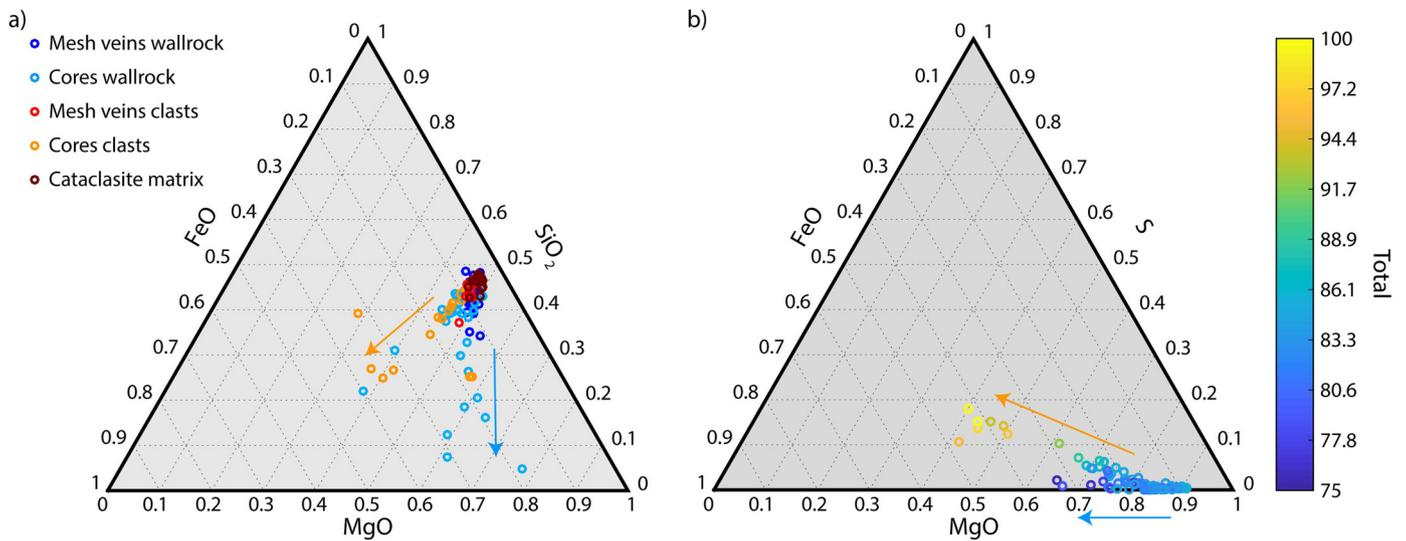 a)
Mesh veins wallrock
Cores wallrock
Mesh veins clasts
Cores clasts
Cataclasite matrix
0 1
0.1 0.9
0.2 0.8
0.3 0.7
0.4 0.6
0.5 0.5
0.6 0.4
0.7 0.3
0.8 0.2
0.9 0.1
1 0
FeO
SiO₂
0 0.1 0.2 0.3 0.4 0.5 0.6 0.7 0.8 0.9 1
MgO
b)
0 1
0.1 0.9
0.2 0.8
0.3 0.7
0.4 0.6
0.5 0.5
0.6 0.4
0.7 0.3
0.8 0.2
0.9 0.1
1 0
FeO
S
0 0.1 0.2 0.3 0.4 0.5 0.6 0.7 0.8 0.9 1
MgO
100
97.2
94.4
91.7
88.9
86.1
83.3
80.6
77.8
75
Total